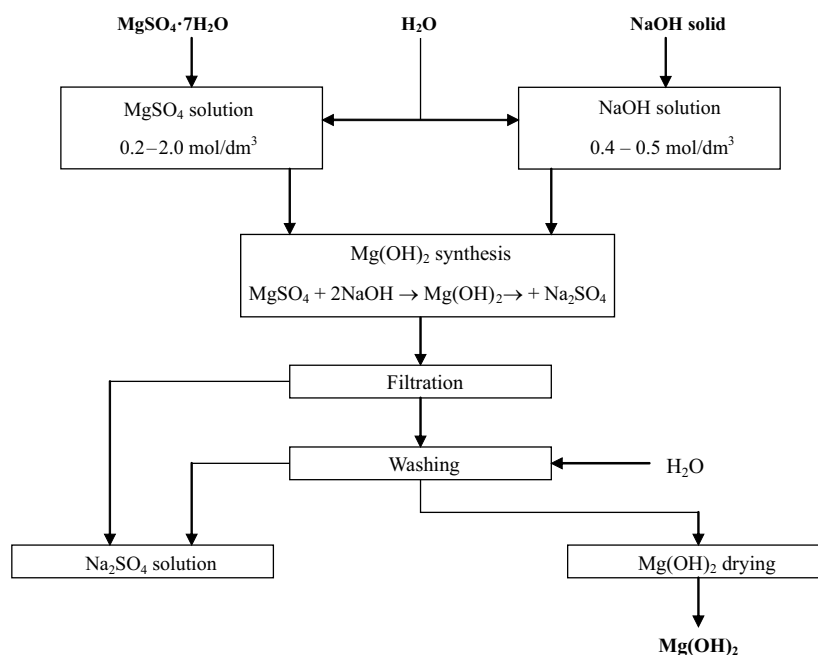 MgSO₄·7H₂O
H₂O
NaOH solid
MgSO₄ solution
0.2–2.0 mol/dm³
NaOH solution
0.4 – 0.5 mol/dm³
Mg(OH)₂ synthesis
MgSO₄ + 2NaOH → Mg(OH)₂→ + Na₂SO₄
Filtration
Washing
H₂O
Na₂SO₄ solution
Mg(OH)₂ drying
Mg(OH)₂